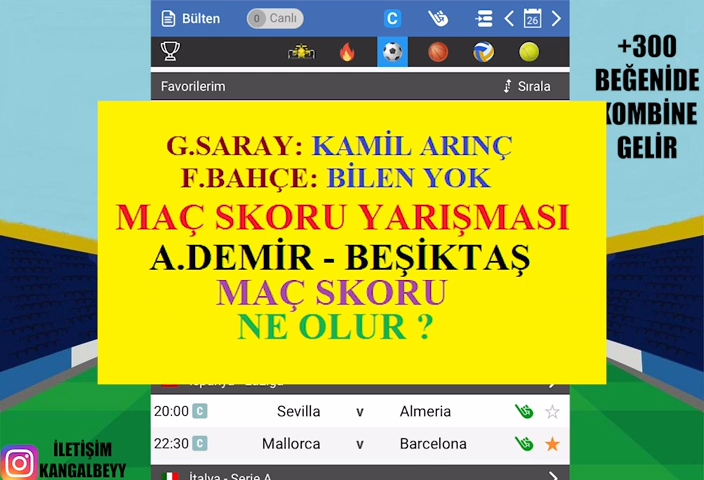 Bülten
0 Canlı
C
26
+300
BEĞENİDE
KOMBİNE
GELİR
Favorilerim
Sırala
G.SARAY: KAMİL ARINÇ
F.BAHÇE: BİLEN YOK
MAÇ SKORU YARIŞMASI
A.DEMİR - BEŞİKTAŞ
MAÇ SKORU
NE OLUR ?
İspanya - LaLiga
20:00 C Sevilla v Almeria
22:30 C Mallorca v Barcelona
İtalya - Serie A
İLETİŞİM
KANGALBEYY